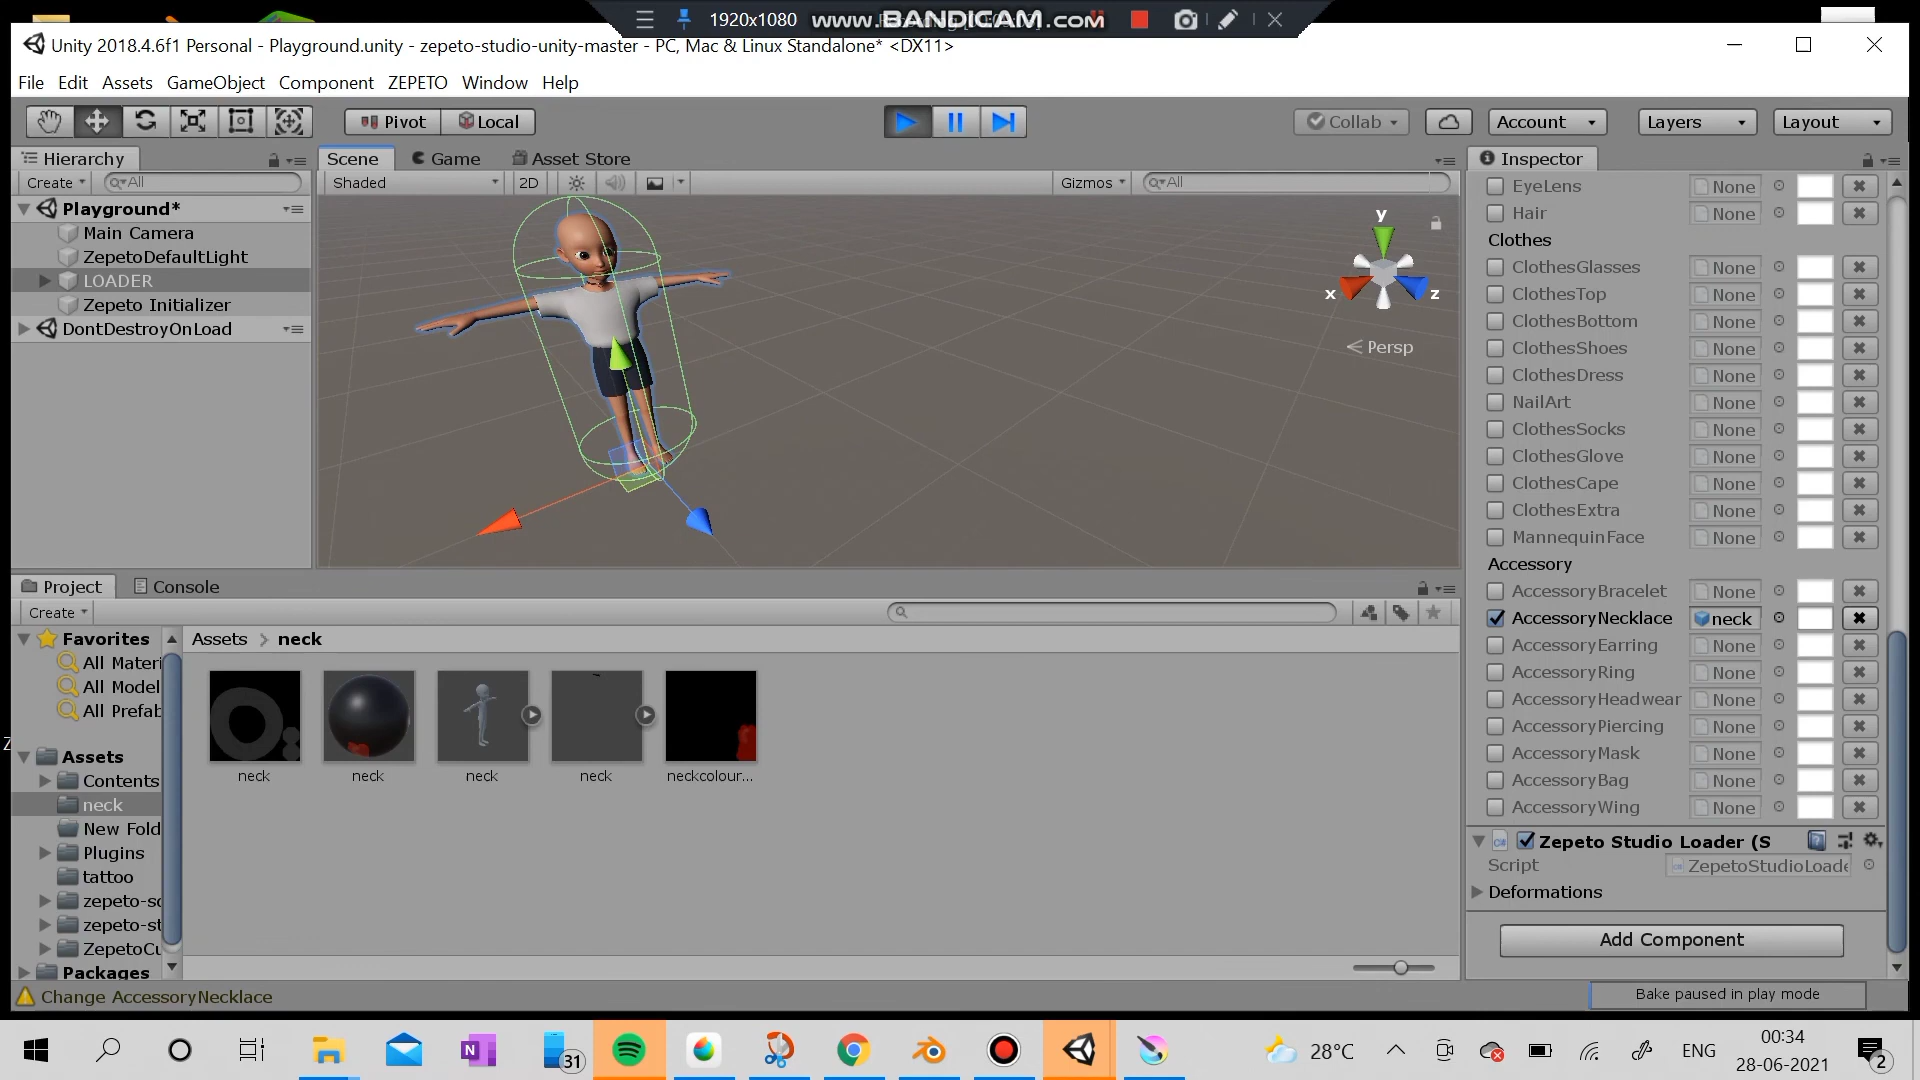 1920x1080 www.BANDICAM.com
Unity 2018.4.6f1 Personal - Playground.unity - zepeto-studio-unity-master - PC, Mac & Linux Standalone* <DX11>
File Edit Assets GameObject Component ZEPETO Window Help
Pivot Local Collab Account Layers Layout
Hierarchy Scene Game Asset Store Inspector
Create All Shaded 2D Gizmos All
Playground*
Main Camera
ZepetoDefaultLight
LOADER
Zepeto Initializer
DontDestroyOnLoad
y
x z
Persp
EyeLens None
Hair None
Clothes
ClothesGlasses None
ClothesTop None
ClothesBottom None
ClothesShoes None
ClothesDress None
NailArt None
ClothesSocks None
ClothesGlove None
ClothesCape None
ClothesExtra None
MannequinFace None
Accessory
AccessoryBracelet None
AccessoryNecklace neck
AccessoryEarring None
AccessoryRing None
AccessoryHeadwear None
AccessoryPiercing None
AccessoryMask None
AccessoryBag None
AccessoryWing None
Zepeto Studio Loader (S
Script ZepetoStudioLoade
Deformations
Add Component
Project Console
Create
Favorites
All Materi
All Model
All Prefab
Assets
Contents
neck
New Fold
Plugins
tattoo
zepeto-sc
zepeto-st
ZepetoCu
Packages
Assets > neck
neck neck neck neck neckcolour...
Change AccessoryNecklace
Bake paused in play mode
31 28°C ENG 00:34
28-06-2021 2